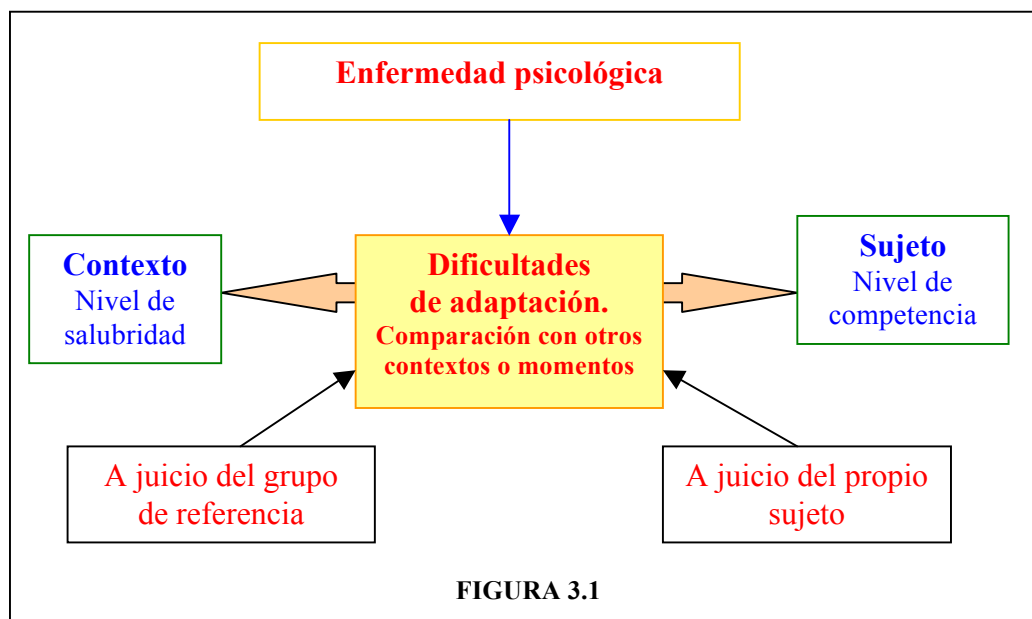 Enfermedad psicológica
Contexto
Nivel de
salubridad
Dificultades
de adaptación.
Comparación con otros
contextos o momentos
Sujeto
Nivel de
competencia
A juicio del grupo
de referencia
A juicio del propio
sujeto
FIGURA 3.1